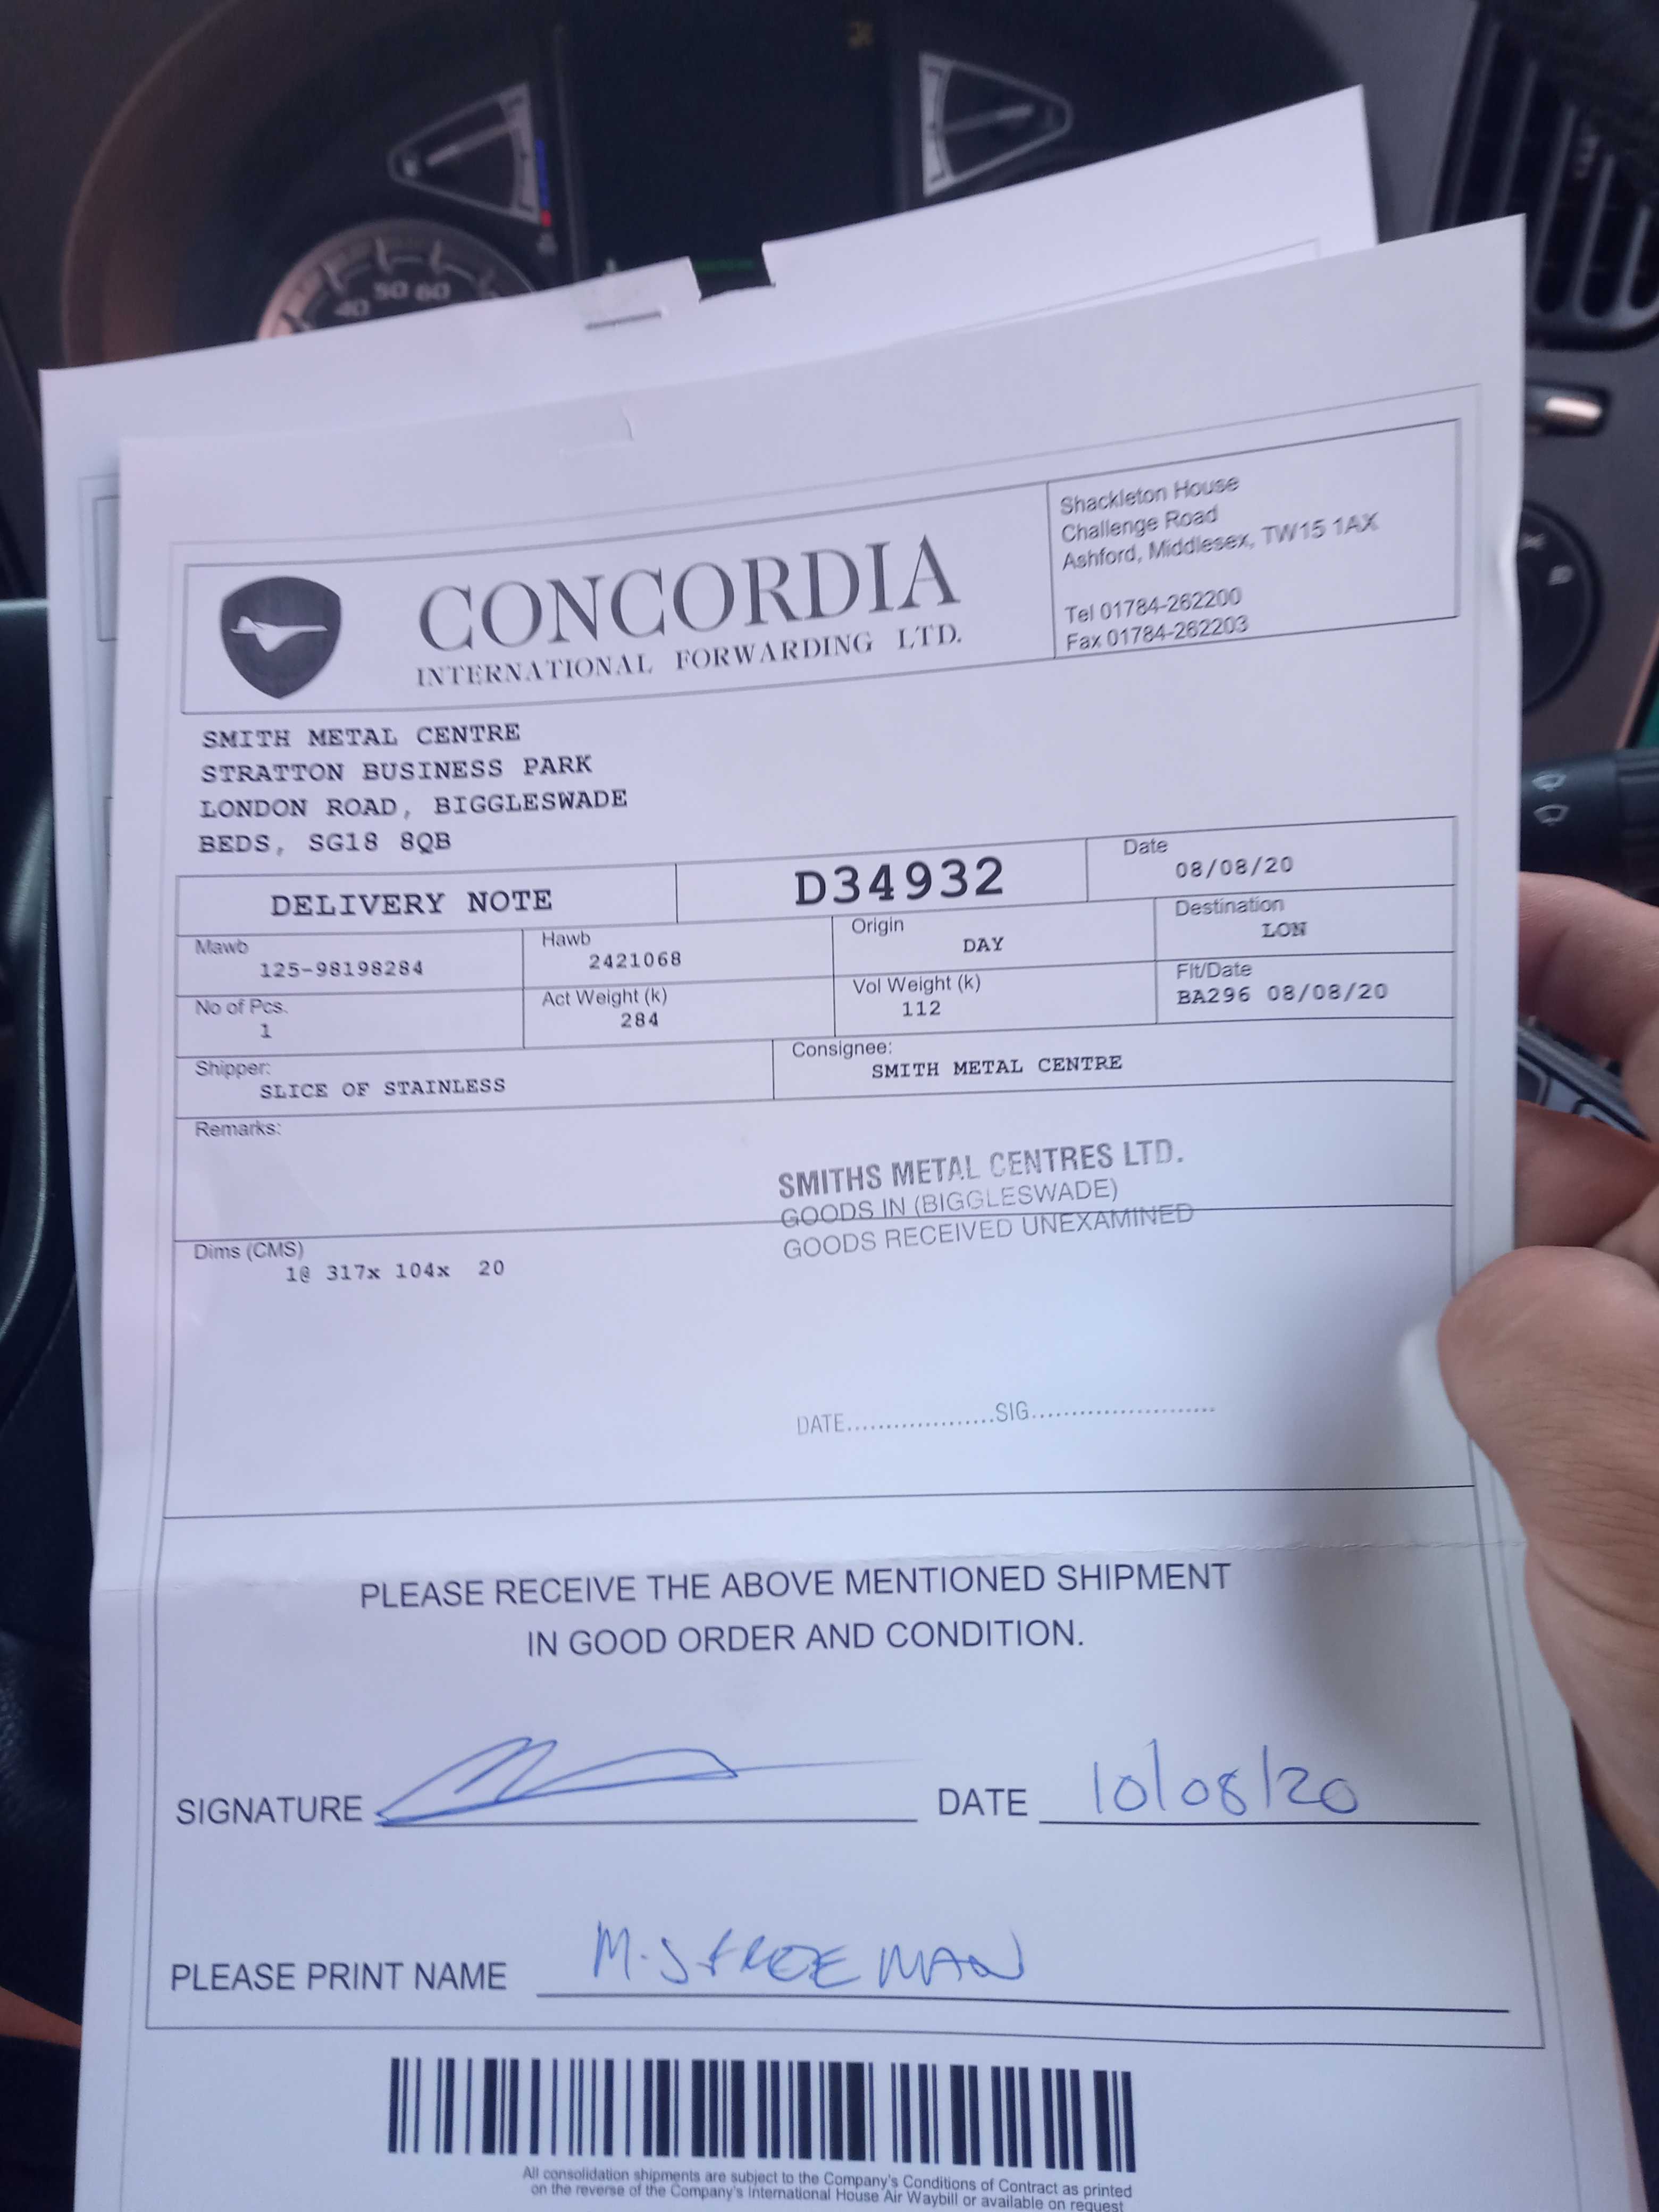 50 60
40
CONCORDIA
INTERNATIONAL FORWARDING LTD.
Shackleton House
Challenge Road
Ashford, Middlesex, TW15 1AX
Tel 01784-262200
Fax 01784-262203
SMITH METAL CENTRE
STRATTON BUSINESS PARK
LONDON ROAD, BIGGLESWADE
BEDS, SG18 8QB
DELIVERY NOTE
D34932
Date
08/08/20
Mawb
125-98198284
Hawb
2421068
Origin
DAY
Destination
LON
No of Pcs.
1
Act Weight (k)
284
Vol Weight (k)
112
Flt/Date
BA296 08/08/20
Shipper:
SLICE OF STAINLESS
Consignee:
SMITH METAL CENTRE
Remarks:
SMITHS METAL CENTRES LTD.
GOODS IN (BIGGLESWADE)
GOODS RECEIVED UNEXAMINED
Dims (CMS)
1@ 317x 104x 20
DATE...................SIG........................
PLEASE RECEIVE THE ABOVE MENTIONED SHIPMENT
IN GOOD ORDER AND CONDITION.
SIGNATURE
DATE 10/08/20
PLEASE PRINT NAME M.
All consolidation shipments are subject to the Company's Conditions of Contract as printed
on the reverse of the Company's International House Air Waybill or available on request